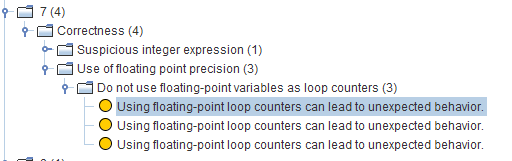 7 (4)
Correctness (4)
Suspicious integer expression (1)
Use of floating point precision (3)
Do not use floating-point variables as loop counters (3)
Using floating-point loop counters can lead to unexpected behavior.
Using floating-point loop counters can lead to unexpected behavior.
Using floating-point loop counters can lead to unexpected behavior.